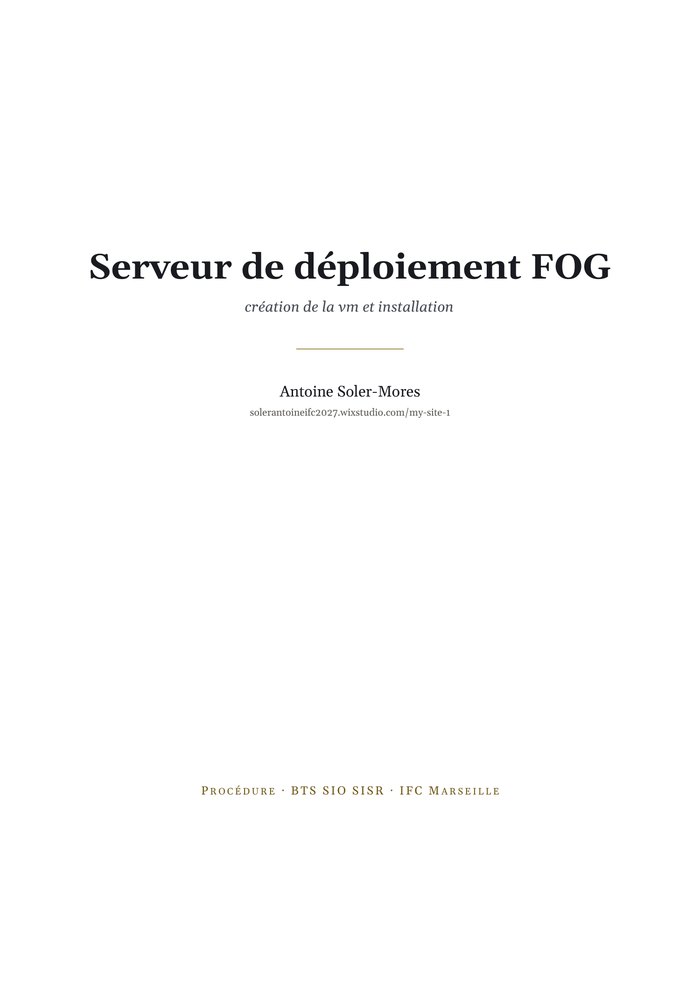 Serveur de déploiement FOG
création de la vm et installation
Antoine Soler-Mores
solerantoineifc2027.wixstudio.com/my-site-1
Procédure · BTS SIO SISR · IFC Marseille